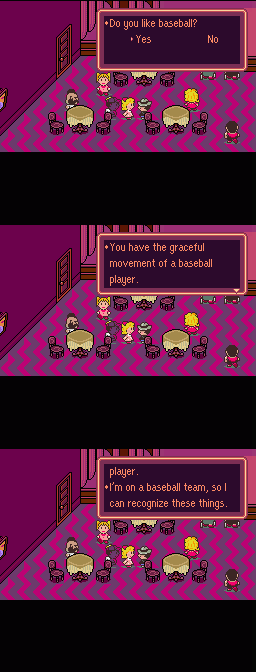 •Do you like baseball?
•Yes No
•You have the graceful
movement of a baseball
player.
player.
•I'm on a baseball team, so I
can recognize these things.